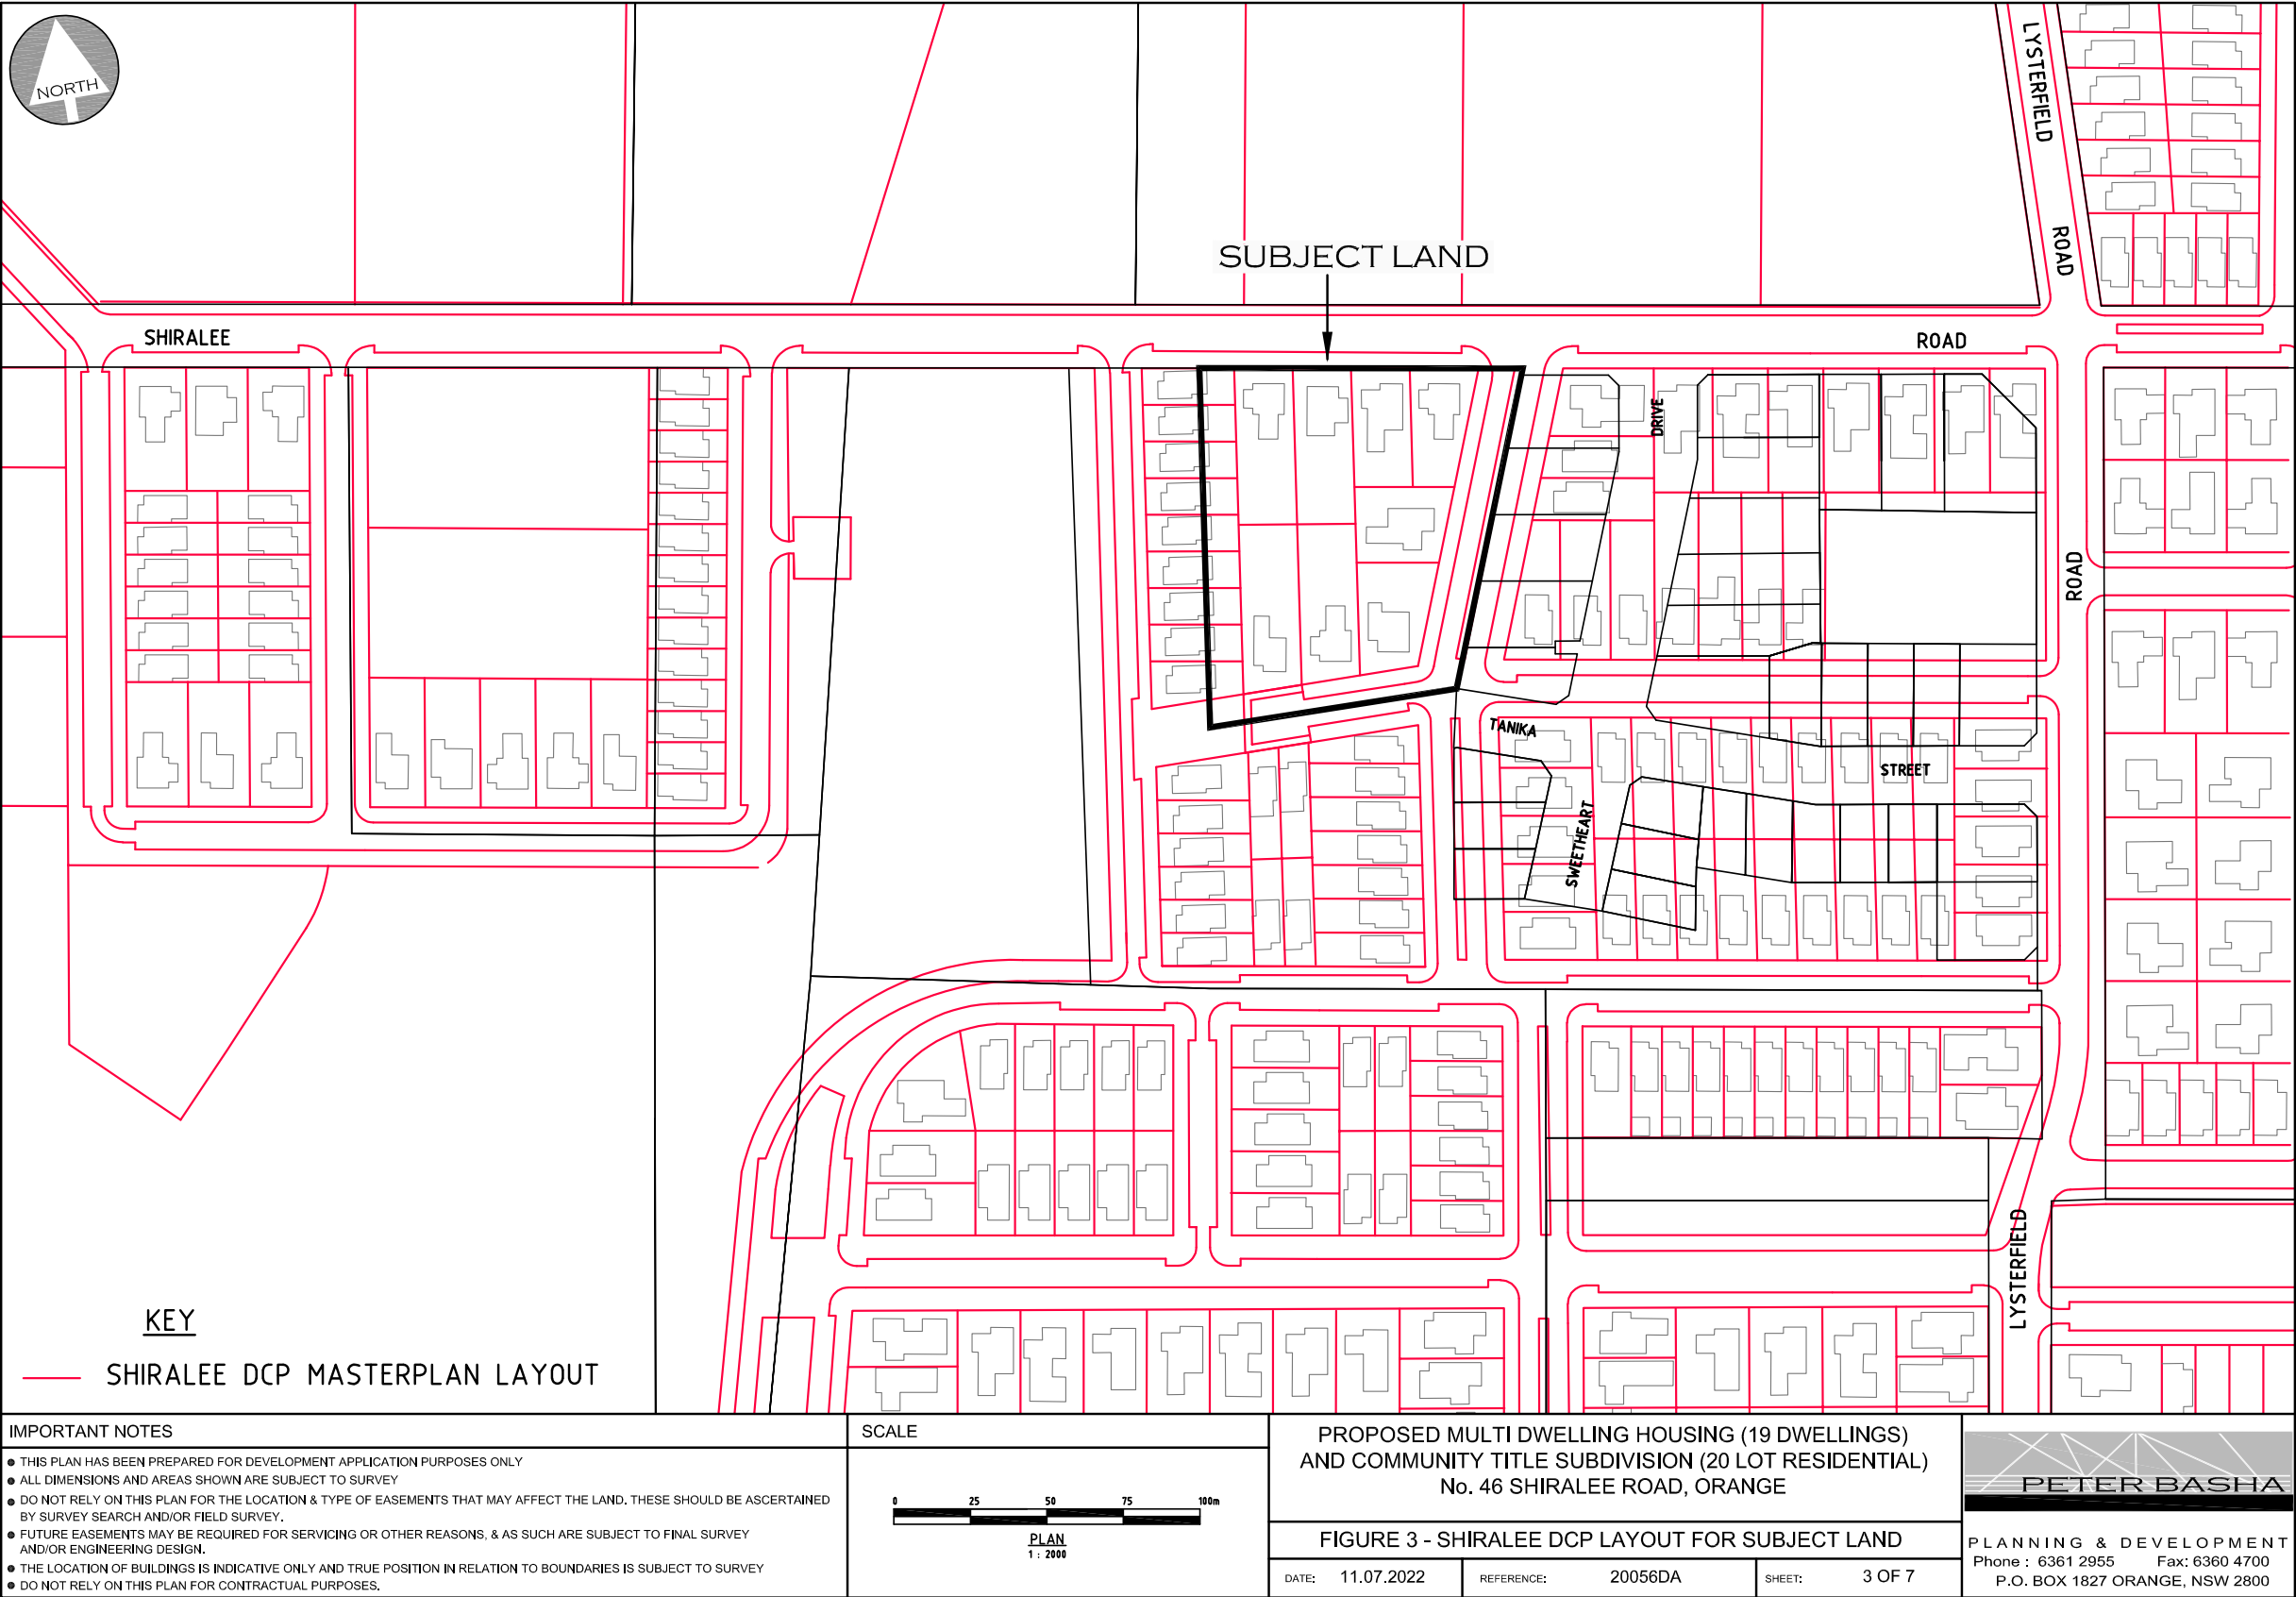 NORTH
LYSTERFIELD
ROAD
SUBJECT LAND
SHIRALEE
ROAD
DRIVE
ROAD
TANIKA
STREET
SWEETHEART
LYSTERFIELD
KEY
SHIRALEE DCP MASTERPLAN LAYOUT
IMPORTANT NOTES
THIS PLAN HAS BEEN PREPARED FOR DEVELOPMENT APPLICATION PURPOSES ONLY
ALL DIMENSIONS AND AREAS SHOWN ARE SUBJECT TO SURVEY
DO NOT RELY ON THIS PLAN FOR THE LOCATION & TYPE OF EASEMENTS THAT MAY AFFECT THE LAND. THESE SHOULD BE ASCERTAINED
BY SURVEY SEARCH AND/OR FIELD SURVEY.
FUTURE EASEMENTS MAY BE REQUIRED FOR SERVICING OR OTHER REASONS, & AS SUCH ARE SUBJECT TO FINAL SURVEY
AND/OR ENGINEERING DESIGN.
THE LOCATION OF BUILDINGS IS INDICATIVE ONLY AND TRUE POSITION IN RELATION TO BOUNDARIES IS SUBJECT TO SURVEY
DO NOT RELY ON THIS PLAN FOR CONTRACTUAL PURPOSES.
SCALE
0 25 50 75 100m
PLAN
1 : 2000
PROPOSED MULTI DWELLING HOUSING (19 DWELLINGS)
AND COMMUNITY TITLE SUBDIVISION (20 LOT RESIDENTIAL)
No. 46 SHIRALEE ROAD, ORANGE
FIGURE 3 - SHIRALEE DCP LAYOUT FOR SUBJECT LAND
DATE: 11.07.2022 REFERENCE: 20056DA SHEET: 3 OF 7
PETER BASHA
PLANNING & DEVELOPMENT
Phone : 6361 2955 Fax: 6360 4700
P.O. BOX 1827 ORANGE, NSW 2800